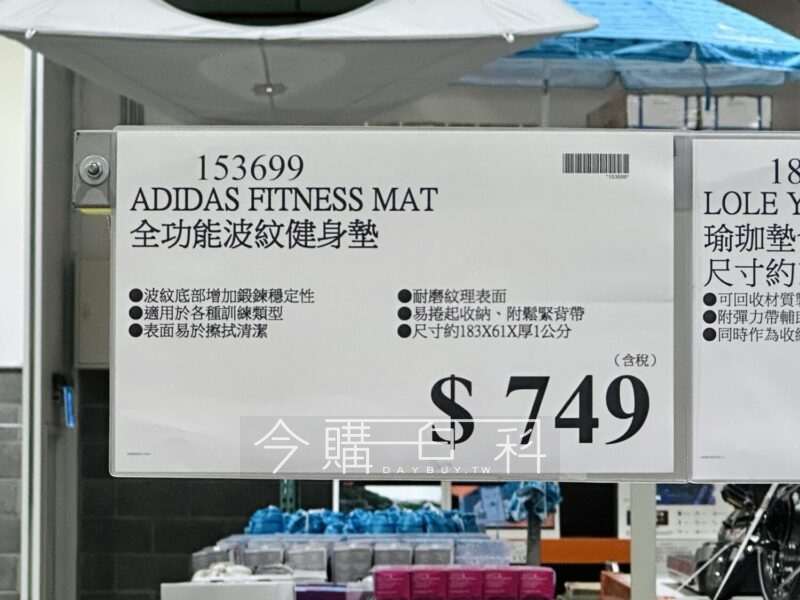 153699
"153699"
ADIDAS FITNESS MAT
全功能波紋健身墊
●波紋底部增加鍛鍊穩定性
●適用於各種訓練類型
●表面易於擦拭清潔
●耐磨紋理表面
●易捲起收納、附鬆緊背帶
●尺寸約183X61X厚1公分
(含稅)
$ 749
今購百科
DAYBUY.TW
18
LOLE Y
瑜珈墊
尺寸約
●可回收材質
●附彈力帶輔
●同時作為收